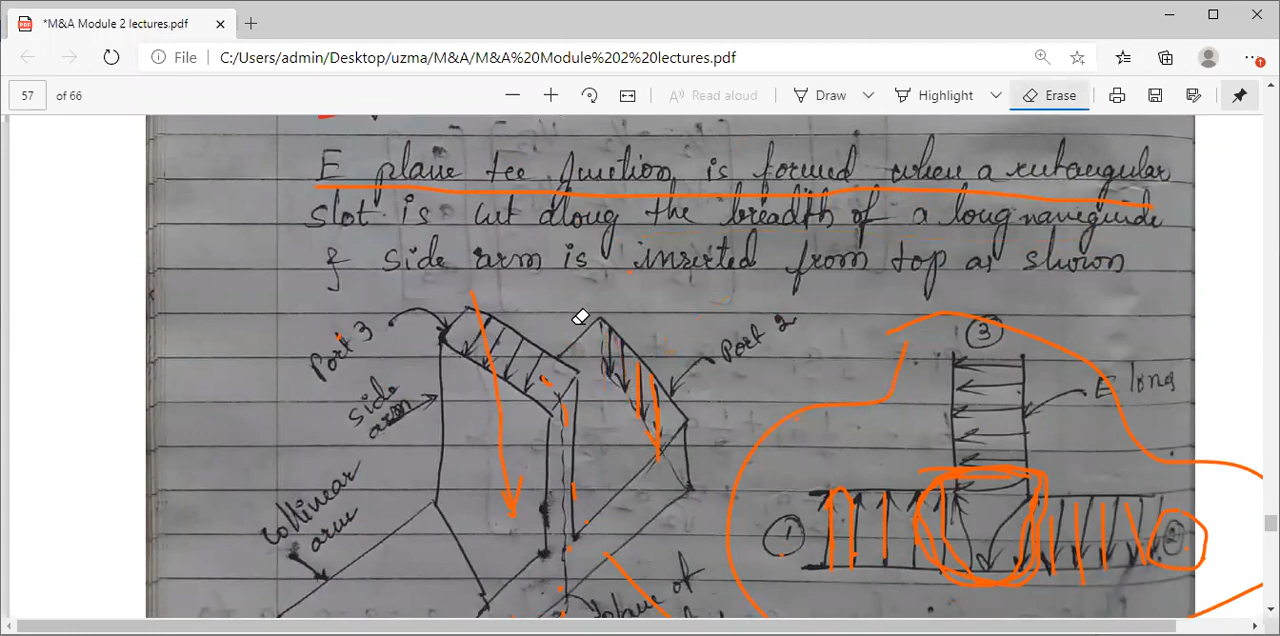 *M&A Module 2 lectures.pdf
File
C:/Users/admin/Desktop/uzma/M&A/M&A%20Module%202%20lectures.pdf
57 of 66
A Read aloud
Draw
Highlight
Erase
E plane tee junction is formed when a rectangular
slot is cut along the breadth of a long waveguide
& side arm is inserted from top as shown
Port 3
side
arm
Port 2
collinear
arm
Plane of
3
E long
1
2